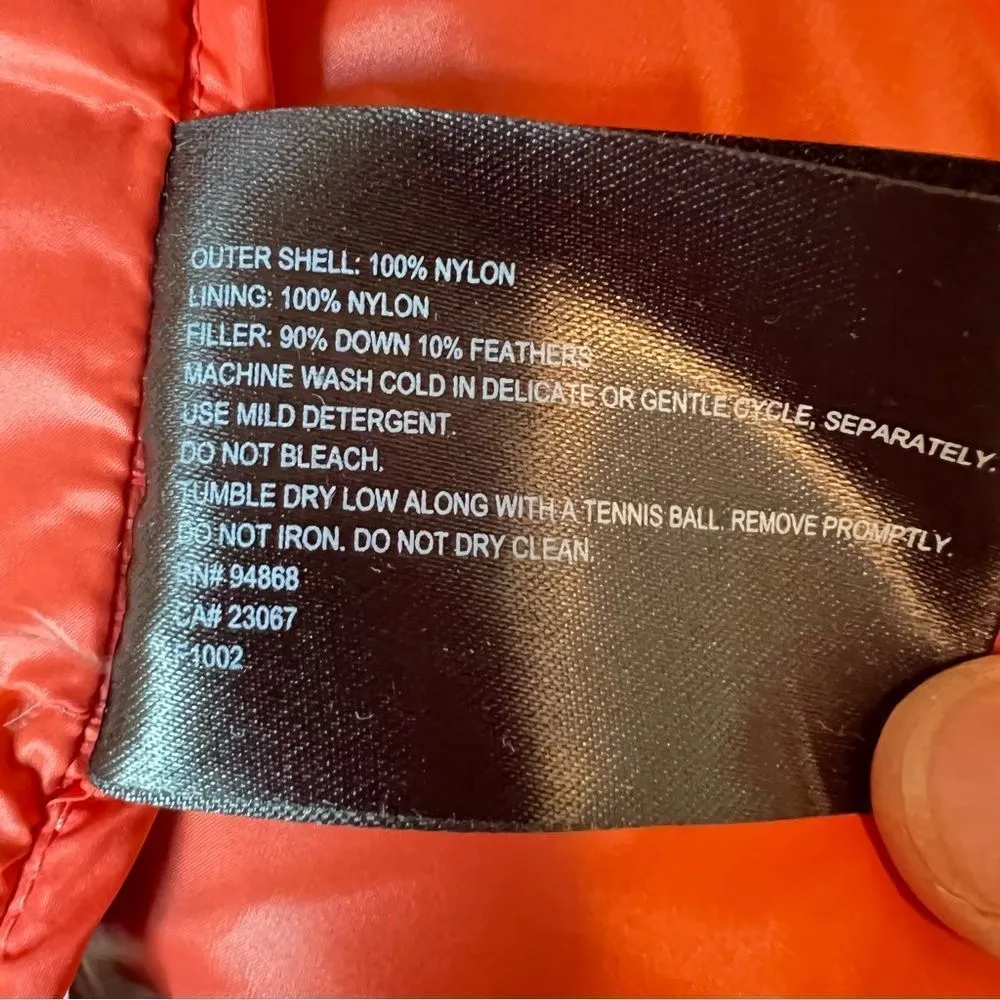 OUTER SHELL: 100% NYLON
LINING: 100% NYLON
FILLER: 90% DOWN 10% FEATHERS
MACHINE WASH COLD IN DELICATE OR GENTLE CYCLE, SEPARATELY.
USE MILD DETERGENT.
DO NOT BLEACH.
TUMBLE DRY LOW ALONG WITH A TENNIS BALL. REMOVE PROMPTLY.
DO NOT IRON. DO NOT DRY CLEAN.
RN# 94868
CA# 23067
F1002